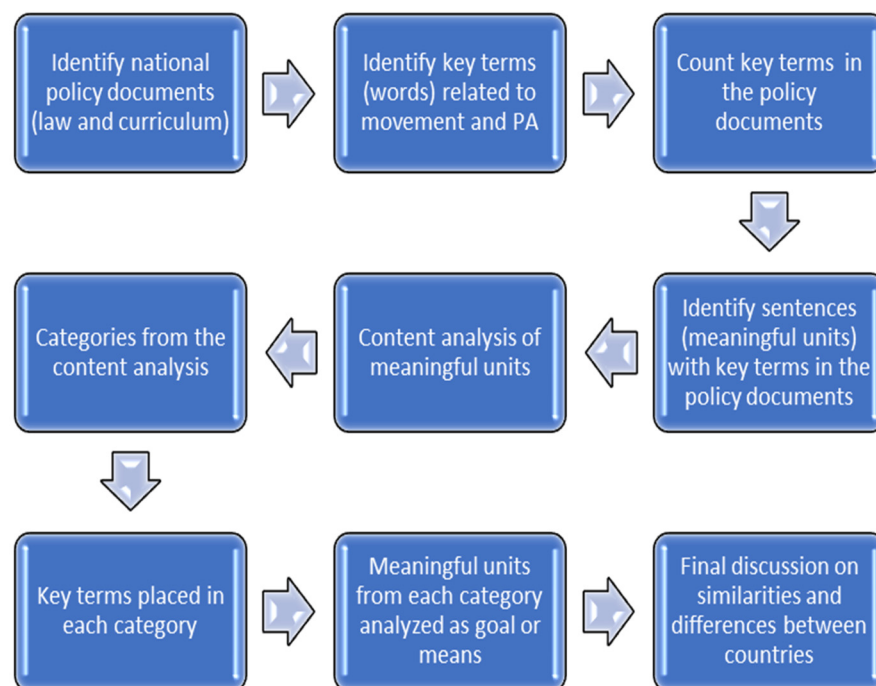 Identify national
policy documents
(law and curriculum)
Identify key terms
(words) related to
movement and PA
Count key terms in
the policy
documents
Identify sentences
(meaningful units)
with key terms in the
policy documents
Content analysis of
meaningful units
Categories from the
content analysis
Key terms placed in
each category
Meaningful units
from each category
analyzed as goal or
means
Final discussion on
similarities and
differences between
countries